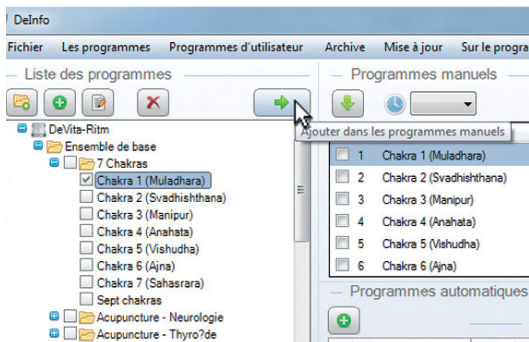 DeInfo
Fichier Les programmes Programmes d'utilisateur Archive Mise à jour Sur le progra
Liste des programmes
Programmes manuels
Ajouter dans les programmes manuels
DeVita-Ritm
Ensemble de base
7 Chakras
Chakra 1 (Muladhara)
Chakra 2 (Svadhishthana)
Chakra 3 (Manipur)
Chakra 4 (Anahata)
Chakra 5 (Vishudha)
Chakra 6 (Ajna)
Chakra 7 (Sahasrara)
Sept chakras
Acupuncture - Neurologie
Acupuncture - Thyro?de
1 Chakra 1 (Muladhara)
2 Chakra 2 (Svadhishthana)
3 Chakra 3 (Manipur)
4 Chakra 4 (Anahata)
5 Chakra 5 (Vishudha)
6 Chakra 6 (Ajna)
Programmes automatiques